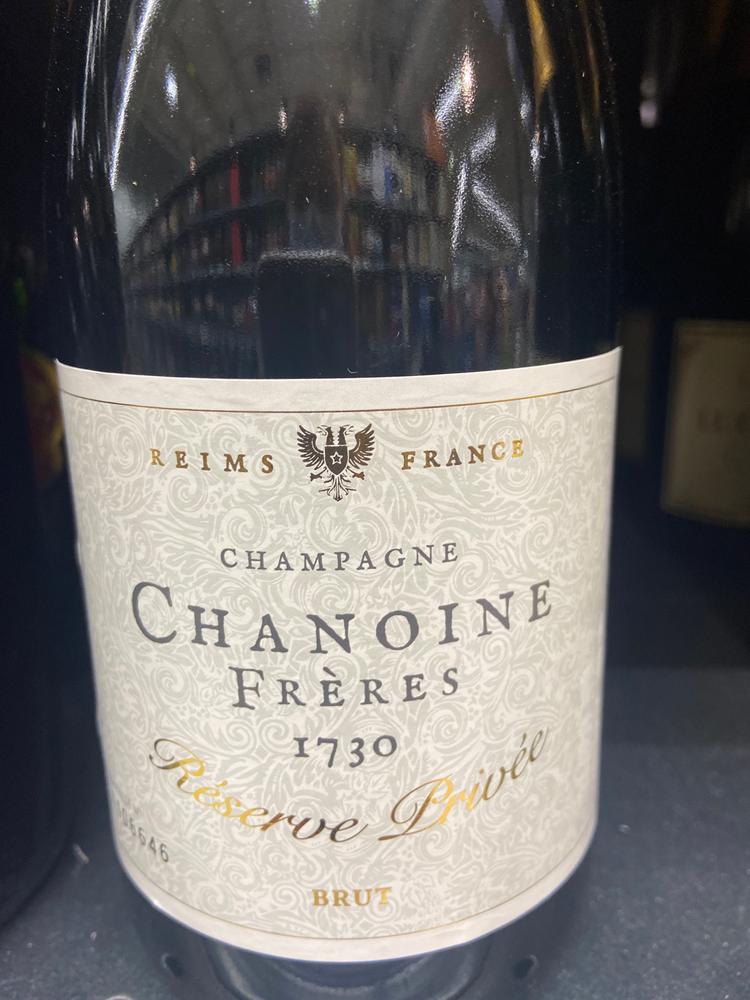 REIMS FRANCE
CHAMPAGNE
CHANOINE
FRÈRES
1730
Réserve Privée
BRUT